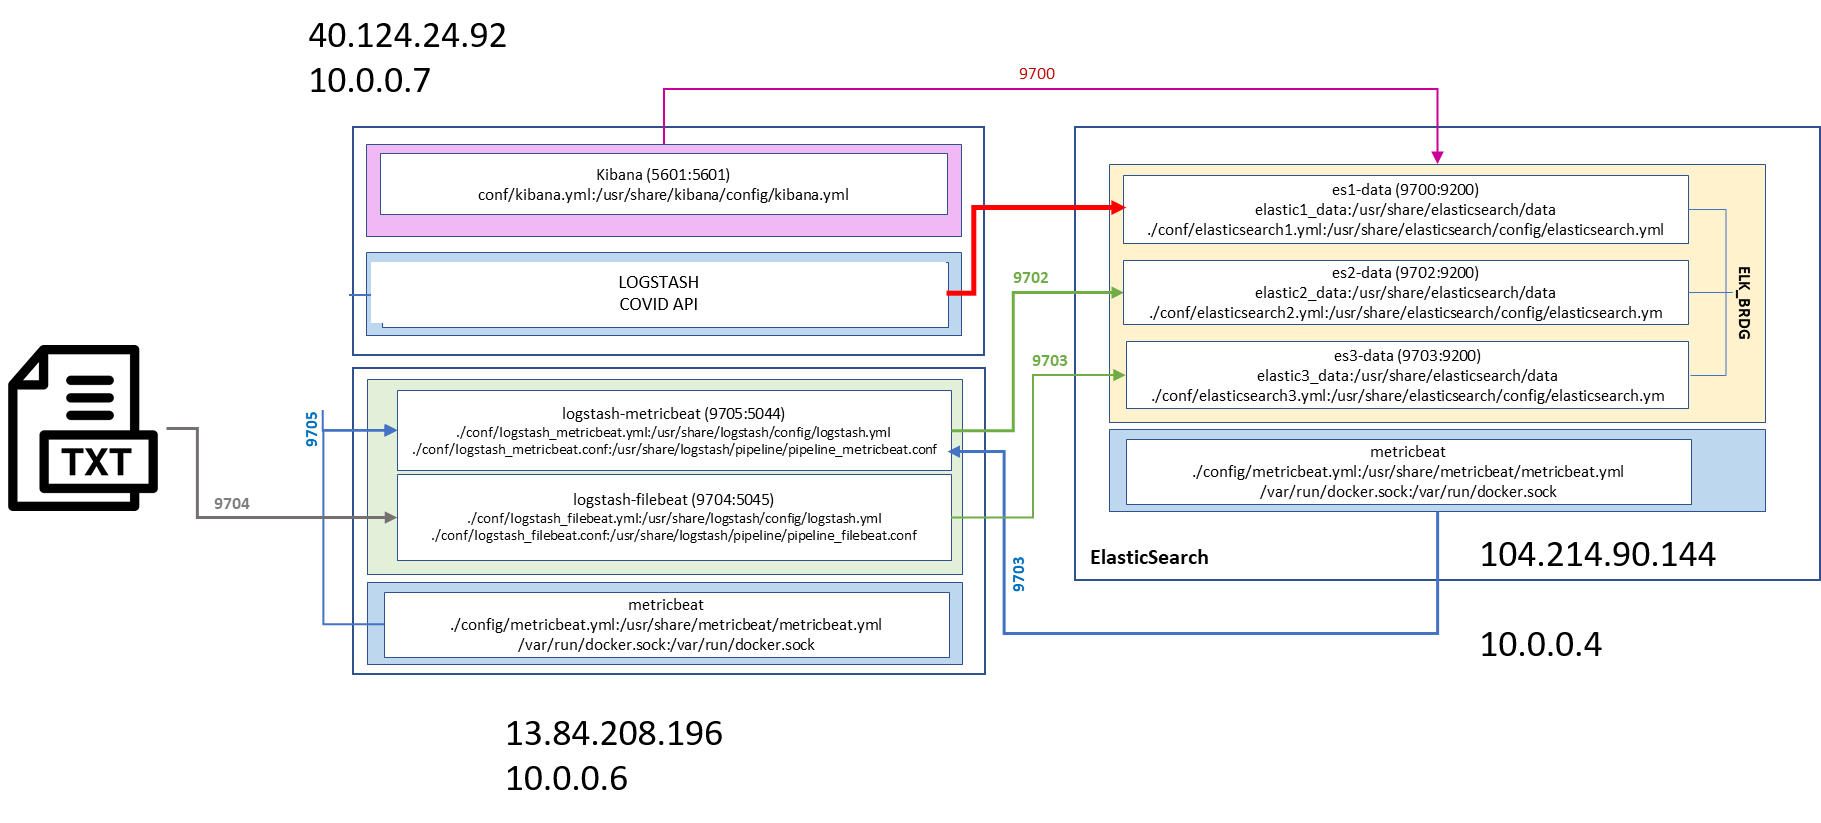 40.124.24.92
10.0.0.7
9700
Kibana (5601:5601)
conf/kibana.yml:/usr/share/kibana/config/kibana.yml
LOGSTASH
COVID API
es1-data (9700:9200)
elastic1_data:/usr/share/elasticsearch/data
./conf/elasticsearch1.yml:/usr/share/elasticsearch/config/elasticsearch.yml
9702
es2-data (9702:9200)
elastic2_data:/usr/share/elasticsearch/data
./conf/elasticsearch2.yml:/usr/share/elasticsearch/config/elasticsearch.ym
ELK_BRDG
9703
es3-data (9703:9200)
elastic3_data:/usr/share/elasticsearch/data
./conf/elasticsearch3.yml:/usr/share/elasticsearch/config/elasticsearch.ym
TXT
9705
logstash-metricbeat (9705:5044)
./conf/logstash_metricbeat.yml:/usr/share/logstash/config/logstash.yml
./conf/logstash_metricbeat.conf:/usr/share/logstash/pipeline/pipeline_metricbeat.conf
9704
logstash-filebeat (9704:5045)
./conf/logstash_filebeat.yml:/usr/share/logstash/config/logstash.yml
./conf/logstash_filebeat.conf:/usr/share/logstash/pipeline/pipeline_filebeat.conf
metricbeat
./config/metricbeat.yml:/usr/share/metricbeat/metricbeat.yml
/var/run/docker.sock:/var/run/docker.sock
9703
metricbeat
./config/metricbeat.yml:/usr/share/metricbeat/metricbeat.yml
/var/run/docker.sock:/var/run/docker.sock
ElasticSearch
104.214.90.144
10.0.0.4
13.84.208.196
10.0.0.6